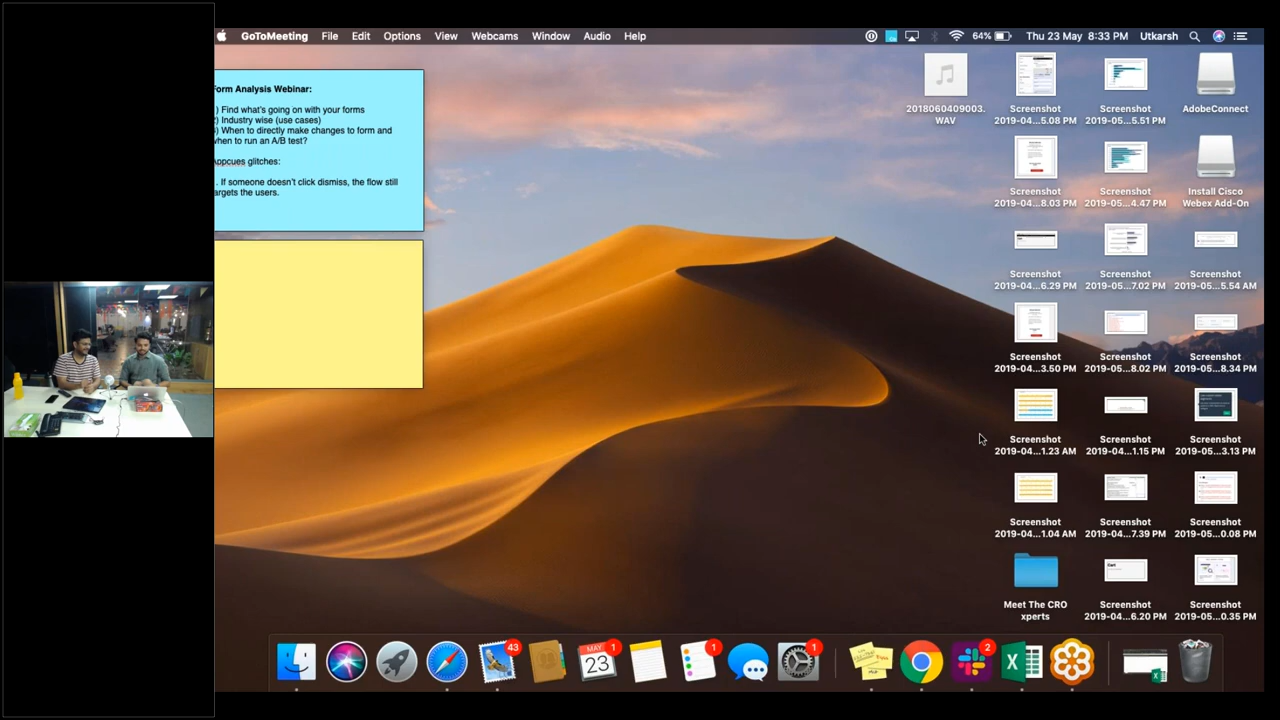 GoToMeeting File Edit Options View Webcams Window Audio Help 64% Thu 23 May 8:33 PM Utkarsh
Form Analysis Webinar:
) Find what's going on with your forms
) Industry wise (use cases)
) When to directly make changes to form and
when to run an A/B test?
Appcues glitches:
. If someone doesn't click dismiss, the flow still
targets the users.
2018060409003.
WAV
Screenshot
2019-04...5.08 PM
Screenshot
2019-05...5.51 PM
AdobeConnect
Screenshot
2019-04...8.03 PM
Screenshot
2019-05...4.47 PM
Install Cisco
Webex Add-On
Screenshot
2019-04...6.29 PM
Screenshot
2019-05...7.02 PM
Screenshot
2019-05...5.54 AM
Screenshot
2019-04...3.50 PM
Screenshot
2019-05...8.02 PM
Screenshot
2019-05...8.34 PM
Screenshot
2019-04...1.23 AM
Screenshot
2019-04...1.15 PM
Screenshot
2019-05...3.13 PM
Screenshot
2019-04...1.04 AM
Screenshot
2019-04...7.39 PM
Screenshot
2019-05...0.08 PM
Meet The CRO
xperts
Screenshot
2019-04...6.20 PM
Screenshot
2019-05...0.35 PM
43
MAY
23
1
1
1
2